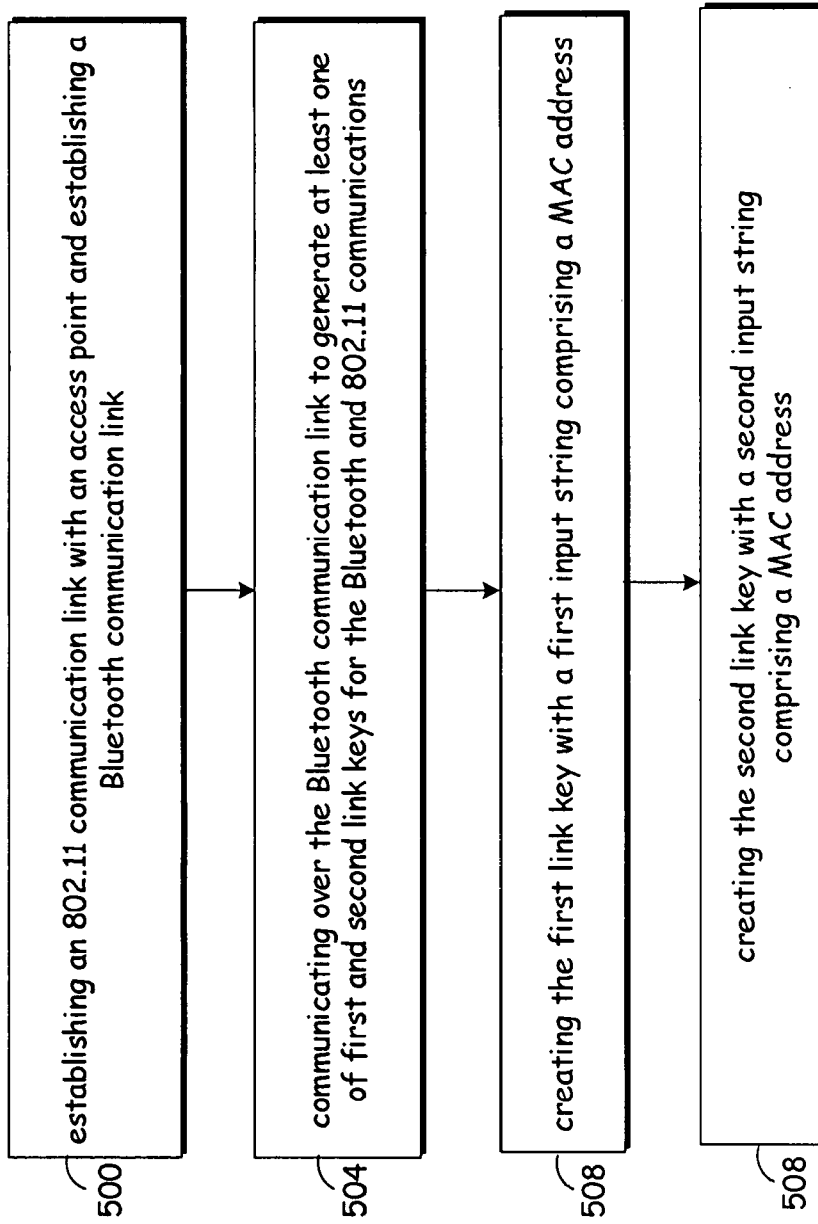 establishing an 802.11 communication link with an access point and establishing a
Bluetooth communication link
500
communicating over the Bluetooth communication link to generate at least one
of first and second link keys for the Bluetooth and 802.11 communications
504
creating the first link key with a first input string comprising a MAC address
508
creating the second link key with a second input string
comprising a MAC address
508